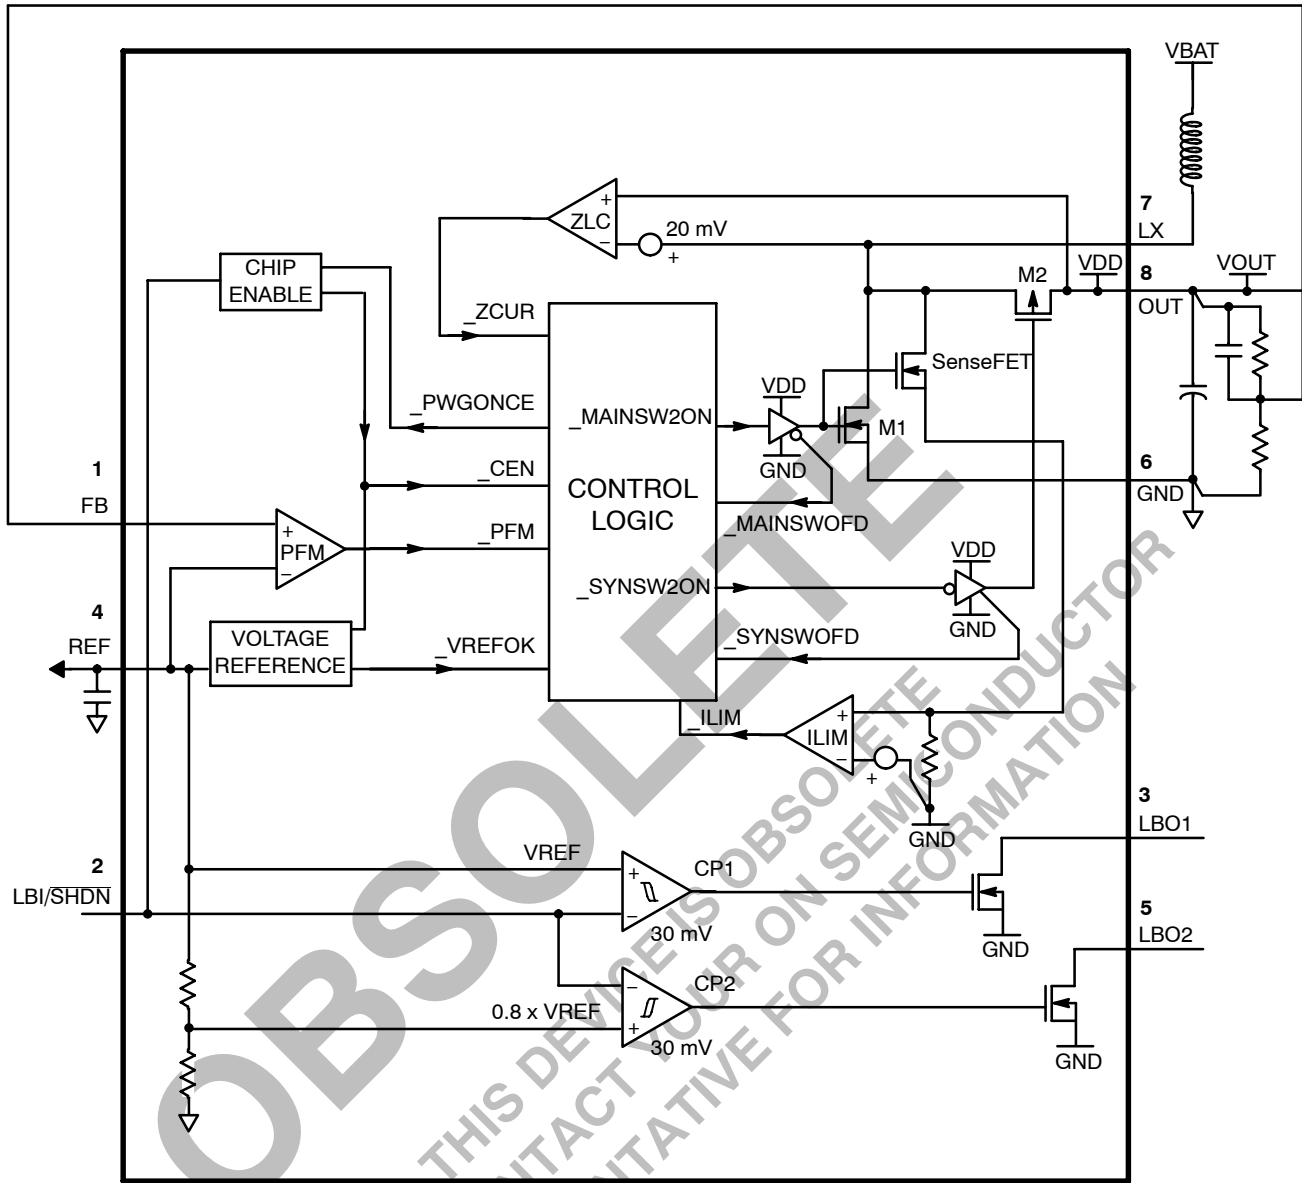 VBAT
7
LX
ZLC
+
−
20 mV
+
CHIP
ENABLE
M2
VDD
8
OUT
VOUT
_ZCUR
SenseFET
VDD
_PWGONCE
_MAINSW2ON
M1
GND
1
FB
_CEN
CONTROL
LOGIC
6
GND
_MAINSWOFD
+
PFM
−
_PFM
VDD
_SYNSW2ON
GND
4
REF
VOLTAGE
REFERENCE
_VREFOK
_SYNSWOFD
_ILIM
+
ILIM
−
+
GND
3
LBO1
VREF
CP1
+
−
30 mV
2
LBI/SHDN
GND
5
LBO2
CP2
−
0.8 x VREF
+
30 mV
GND
OBSOLETE
THIS DEVICE IS OBSOLETE
NTACT YOUR ON SEMICONDUCTOR
NTATIVE FOR INFORMATION